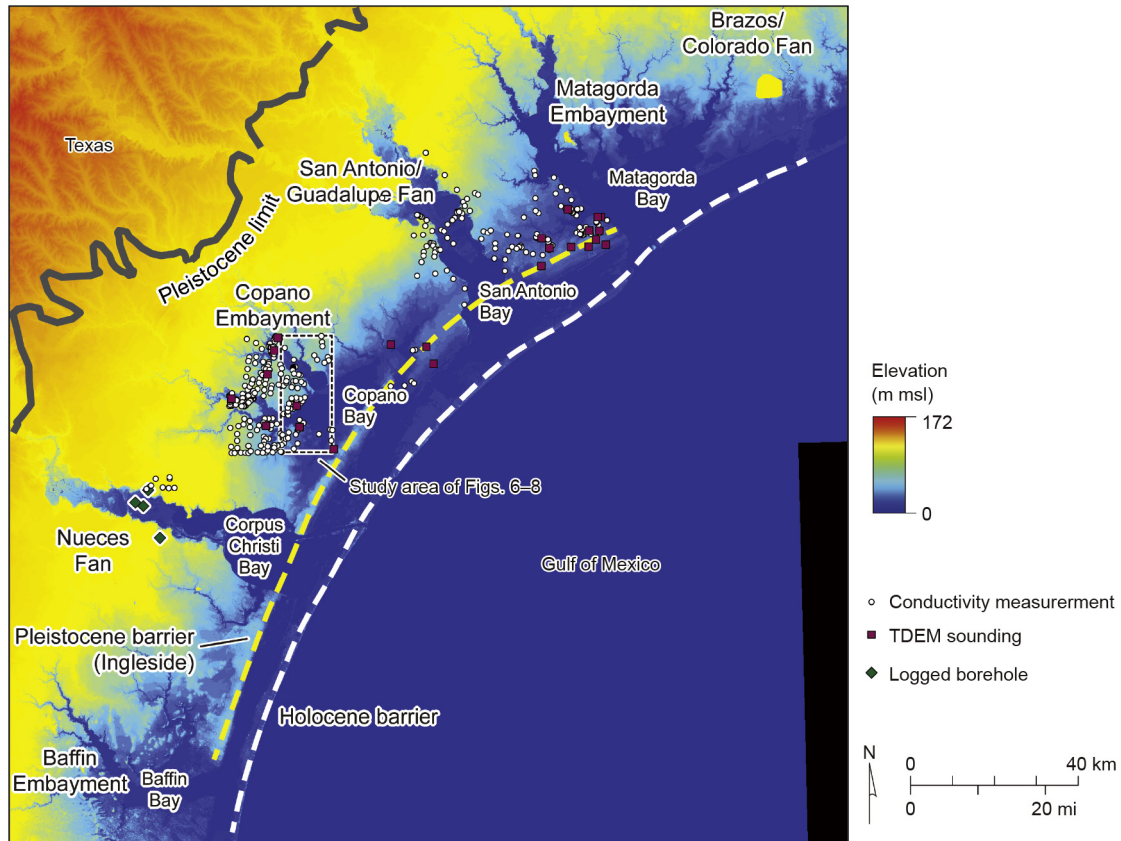 Brazos/
Colorado Fan
Matagorda
Embayment
Texas
San Antonio/
Guadalupe Fan
Matagorda
Bay
Pleistocene limit
Copano
Embayment
San Antonio
Bay
Copano
Bay
Study area of Figs. 6–8
Nueces
Fan
Corpus
Christi
Bay
Gulf of Mexico
Pleistocene barrier
(Ingleside)
Holocene barrier
Baffin
Embayment
Baffin
Bay
Elevation
(m msl)
172
0
Conductivity measurerment
TDEM sounding
Logged borehole
N
0 40 km
0 20 mi